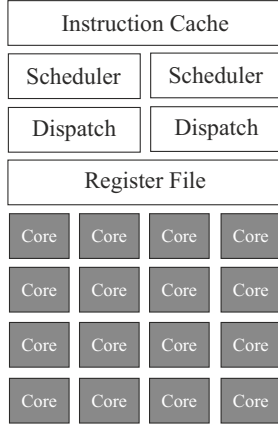 Instruction Cache
Scheduler Scheduler
Dispatch Dispatch
Register File
Core Core Core Core
Core Core Core Core
Core Core Core Core
Core Core Core Core